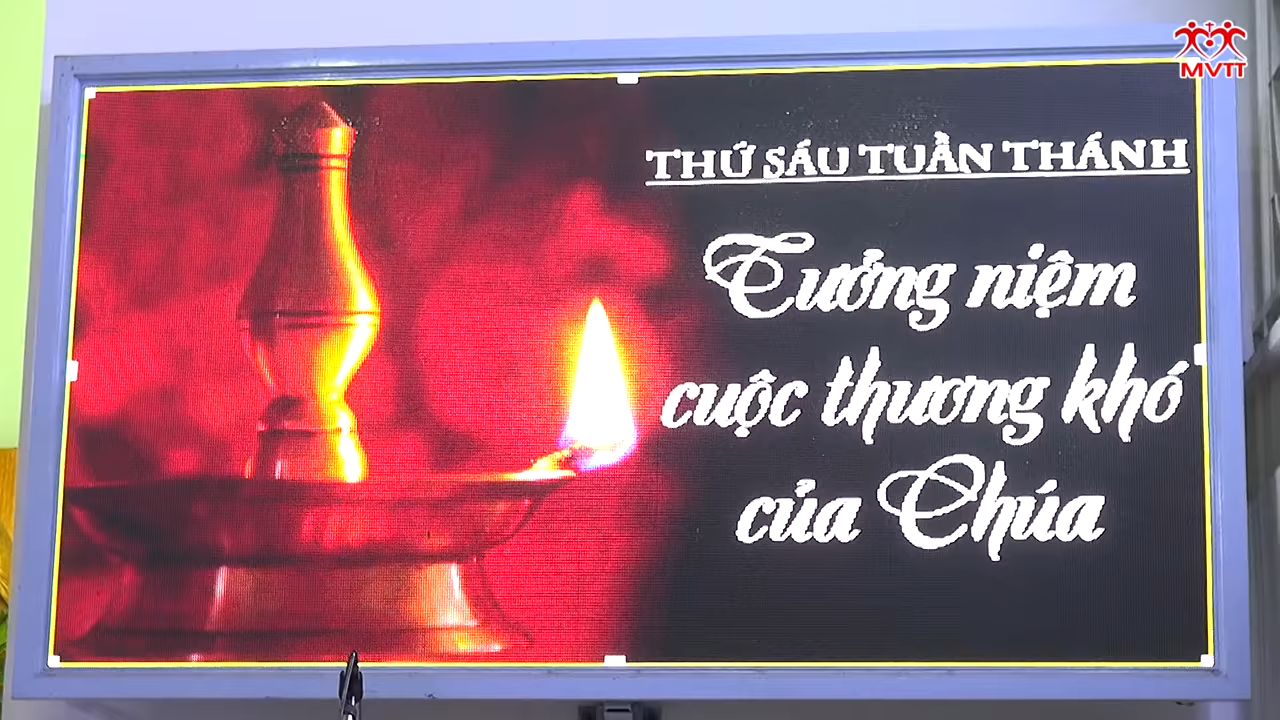 MVTT
THỨ SÁU TUẦN THÁNH
Tưởng niệm
cuộc thương khó
của Chúa